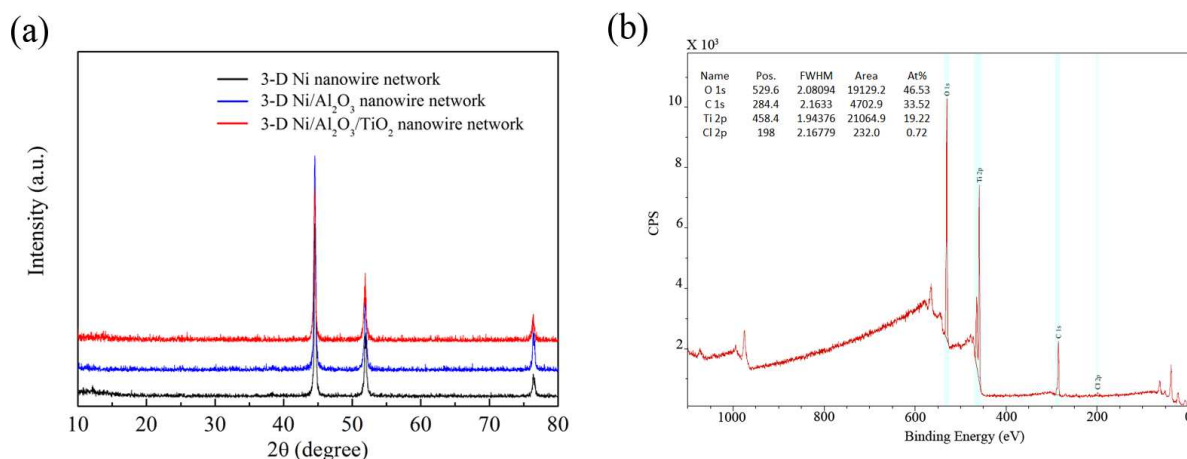 (a)
3-D Ni nanowire network
3-D Ni/Al₂O₃ nanowire network
3-D Ni/Al₂O₃/TiO₂ nanowire network
Intensity (a.u.)
10 20 30 40 50 60 70 80
2θ (degree)
(b)
X 10³
Name Pos. FWHM Area At%
O 1s 529.6 2.08094 19129.2 46.53
C 1s 284.4 2.1633 4702.9 33.52
Ti 2p 458.4 1.94376 21064.9 19.22
Cl 2p 198 2.16779 232.0 0.72
O 1s
Ti 2p
C 1s
Cl 2p
10
8
6
4
2
CPS
1000 800 600 400 200 0
Binding Energy (eV)